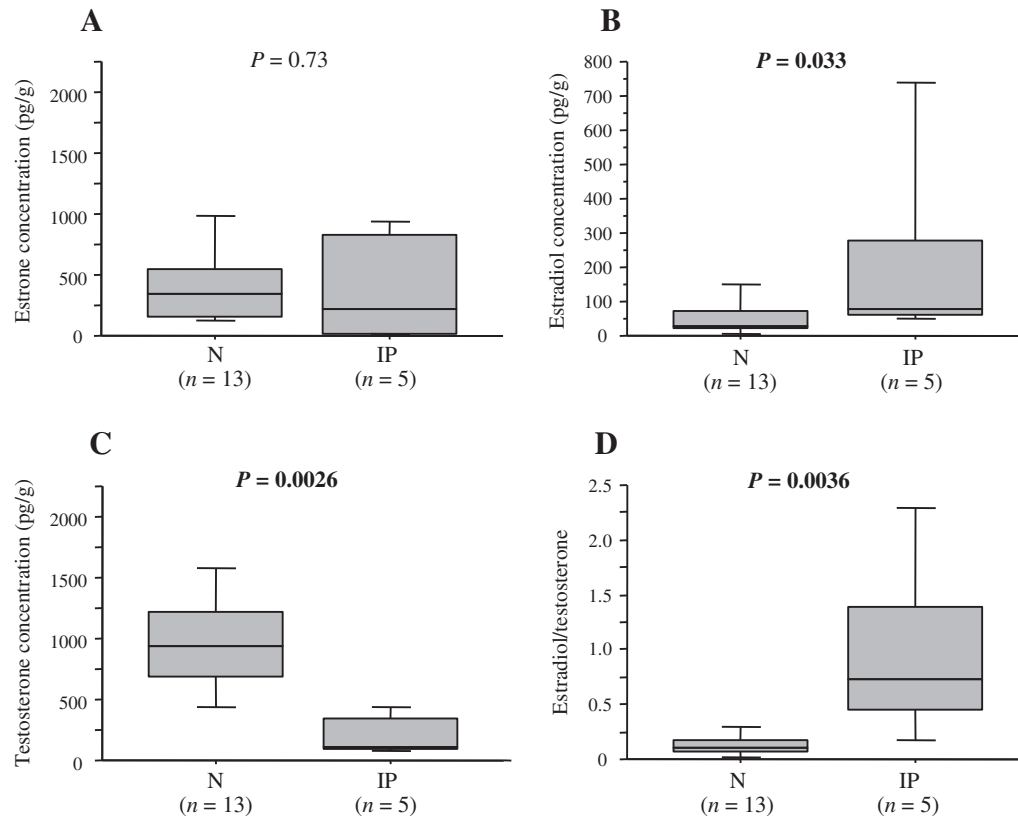 A
P = 0.73
Estrone concentration (pg/g)
2000
1500
1000
500
0
N
(n = 13)
IP
(n = 5)
B
P = 0.033
Estradiol concentration (pg/g)
800
700
600
500
400
300
200
100
0
N
(n = 13)
IP
(n = 5)
C
P = 0.0026
Testosterone concentration (pg/g)
2000
1500
1000
500
0
N
(n = 13)
IP
(n = 5)
D
P = 0.0036
Estradiol/testosterone
2.5
2.0
1.5
1.0
0.5
0
N
(n = 13)
IP
(n = 5)